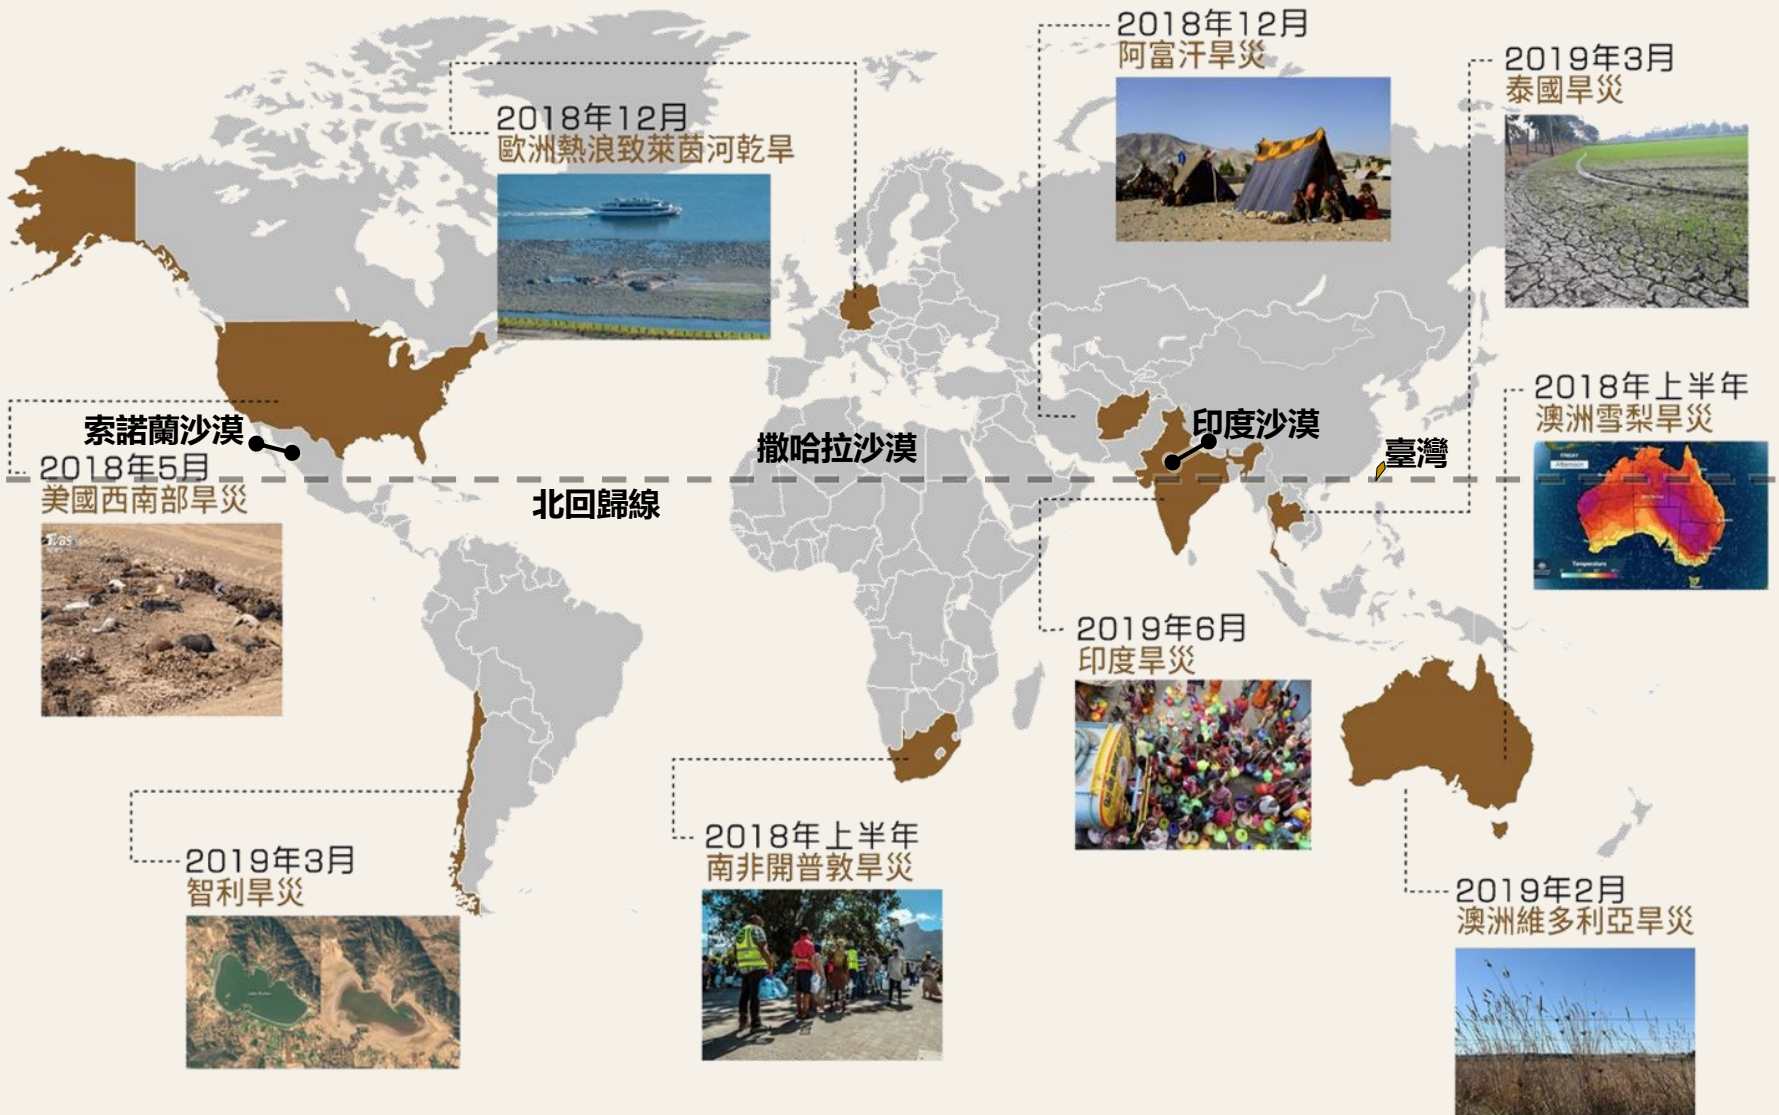 2018年12月
阿富汗旱災
2019年3月
泰國旱災
2018年12月
歐洲熱浪致萊茵河乾旱
2018年上半年
澳洲雪梨旱災
索諾蘭沙漠
撒哈拉沙漠
印度沙漠
臺灣
2018年5月
美國西南部旱災
北回歸線
TVBS
NEWS
FRIDAY
Afternoon
Temperature
2019年6月
印度旱災
2018年上半年
南非開普敦旱災
2019年3月
智利旱災
2019年2月
澳洲維多利亞旱災